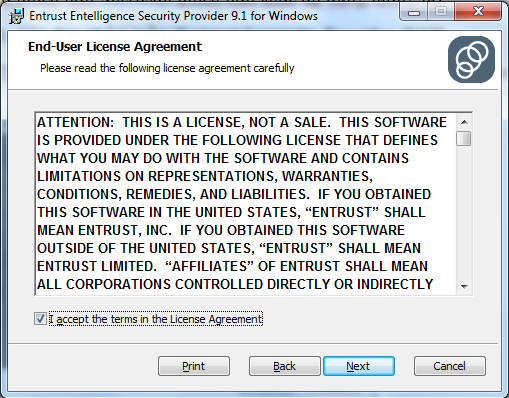 Entrust Entelligence Security Provider 9.1 for Windows
End-User License Agreement
Please read the following license agreement carefully
ATTENTION: THIS IS A LICENSE, NOT A SALE. THIS SOFTWARE
IS PROVIDED UNDER THE FOLLOWING LICENSE THAT DEFINES
WHAT YOU MAY DO WITH THE SOFTWARE AND CONTAINS
LIMITATIONS ON REPRESENTATIONS, WARRANTIES,
CONDITIONS, REMEDIES, AND LIABILITIES. IF YOU OBTAINED
THIS SOFTWARE IN THE UNITED STATES, “ENTRUST” SHALL
MEAN ENTRUST, INC. IF YOU OBTAINED THIS SOFTWARE
OUTSIDE OF THE UNITED STATES, “ENTRUST” SHALL MEAN
ENTRUST LIMITED. “AFFILIATES” OF ENTRUST SHALL MEAN
ALL CORPORATIONS CONTROLLED DIRECTLY OR INDIRECTLY
I accept the terms in the License Agreement
Print Back Next Cancel